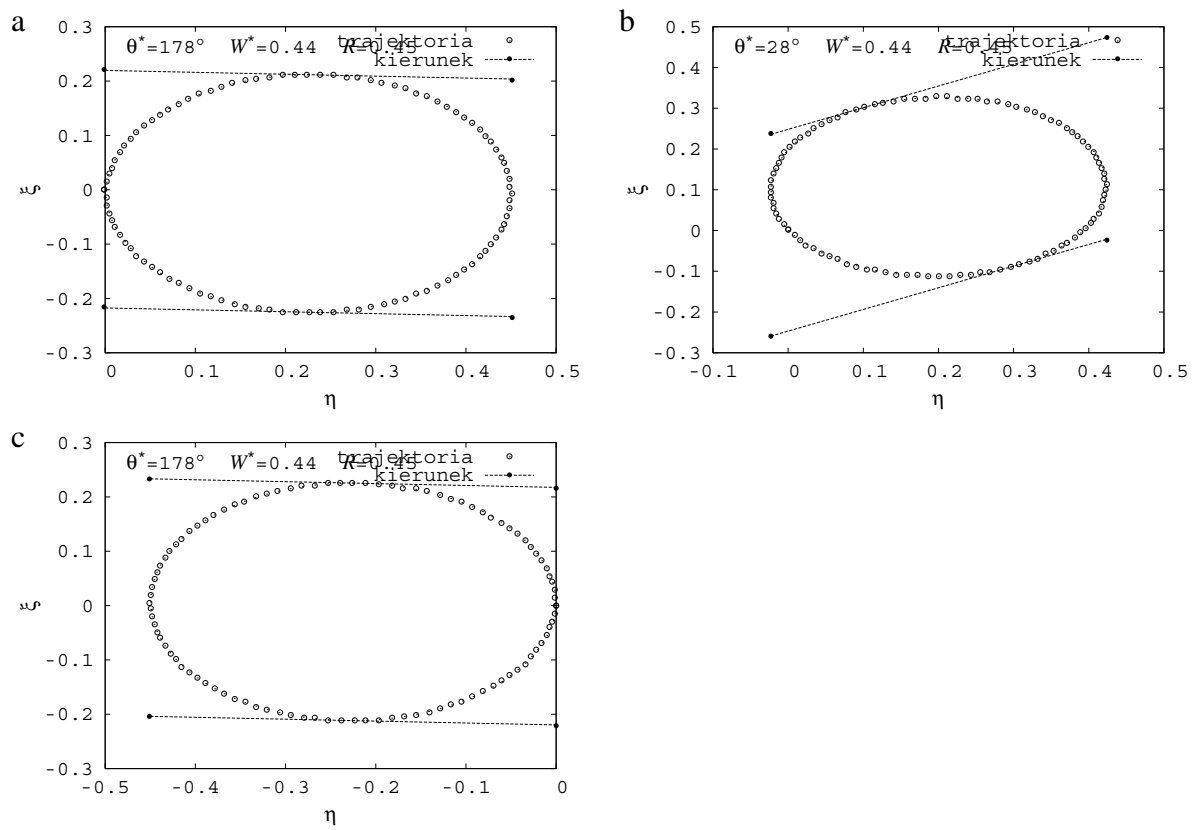 a
0.3
0.2
0.1
0
-0.1
-0.2
-0.3
ξ
θ*=178° W*=0.44 R=0.45
trajektoria
kierunek
0 0.1 0.2 0.3 0.4 0.5
η
b
0.5
0.4
0.3
0.2
0.1
0
-0.1
-0.2
-0.3
ξ
θ*=28° W*=0.44 R=0.45
trajektoria
kierunek
-0.1 0 0.1 0.2 0.3 0.4 0.5
η
c
0.3
0.2
0.1
0
-0.1
-0.2
-0.3
ξ
θ*=178° W*=0.44 R=0.45
trajektoria
kierunek
-0.5 -0.4 -0.3 -0.2 -0.1 0
η